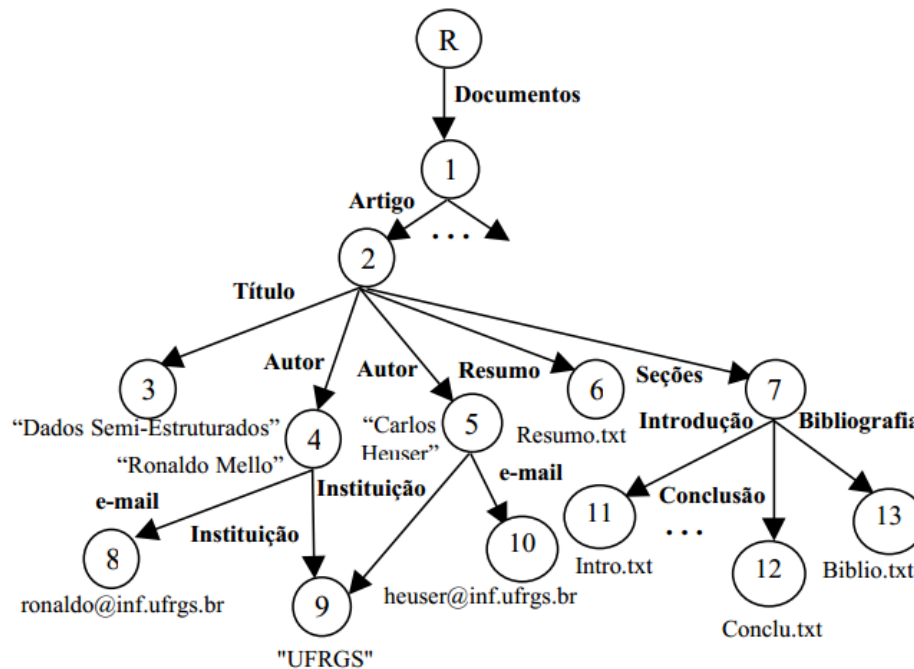 R
Documentos
1
Artigo
. . .
2
Título
Autor
Autor
Resumo
Seções
3
4
5
6
7
"Dados Semi-Estruturados"
"Ronaldo Mello"
"Carlos
Heuser"
Resumo.txt
Introdução
Bibliografia
e-mail
Instituição
Instituição
e-mail
Conclusão
. . .
8
9
10
11
12
13
ronaldo@inf.ufrgs.br
"UFRGS"
heuser@inf.ufrgs.br
Intro.txt
Conclu.txt
Biblio.txt